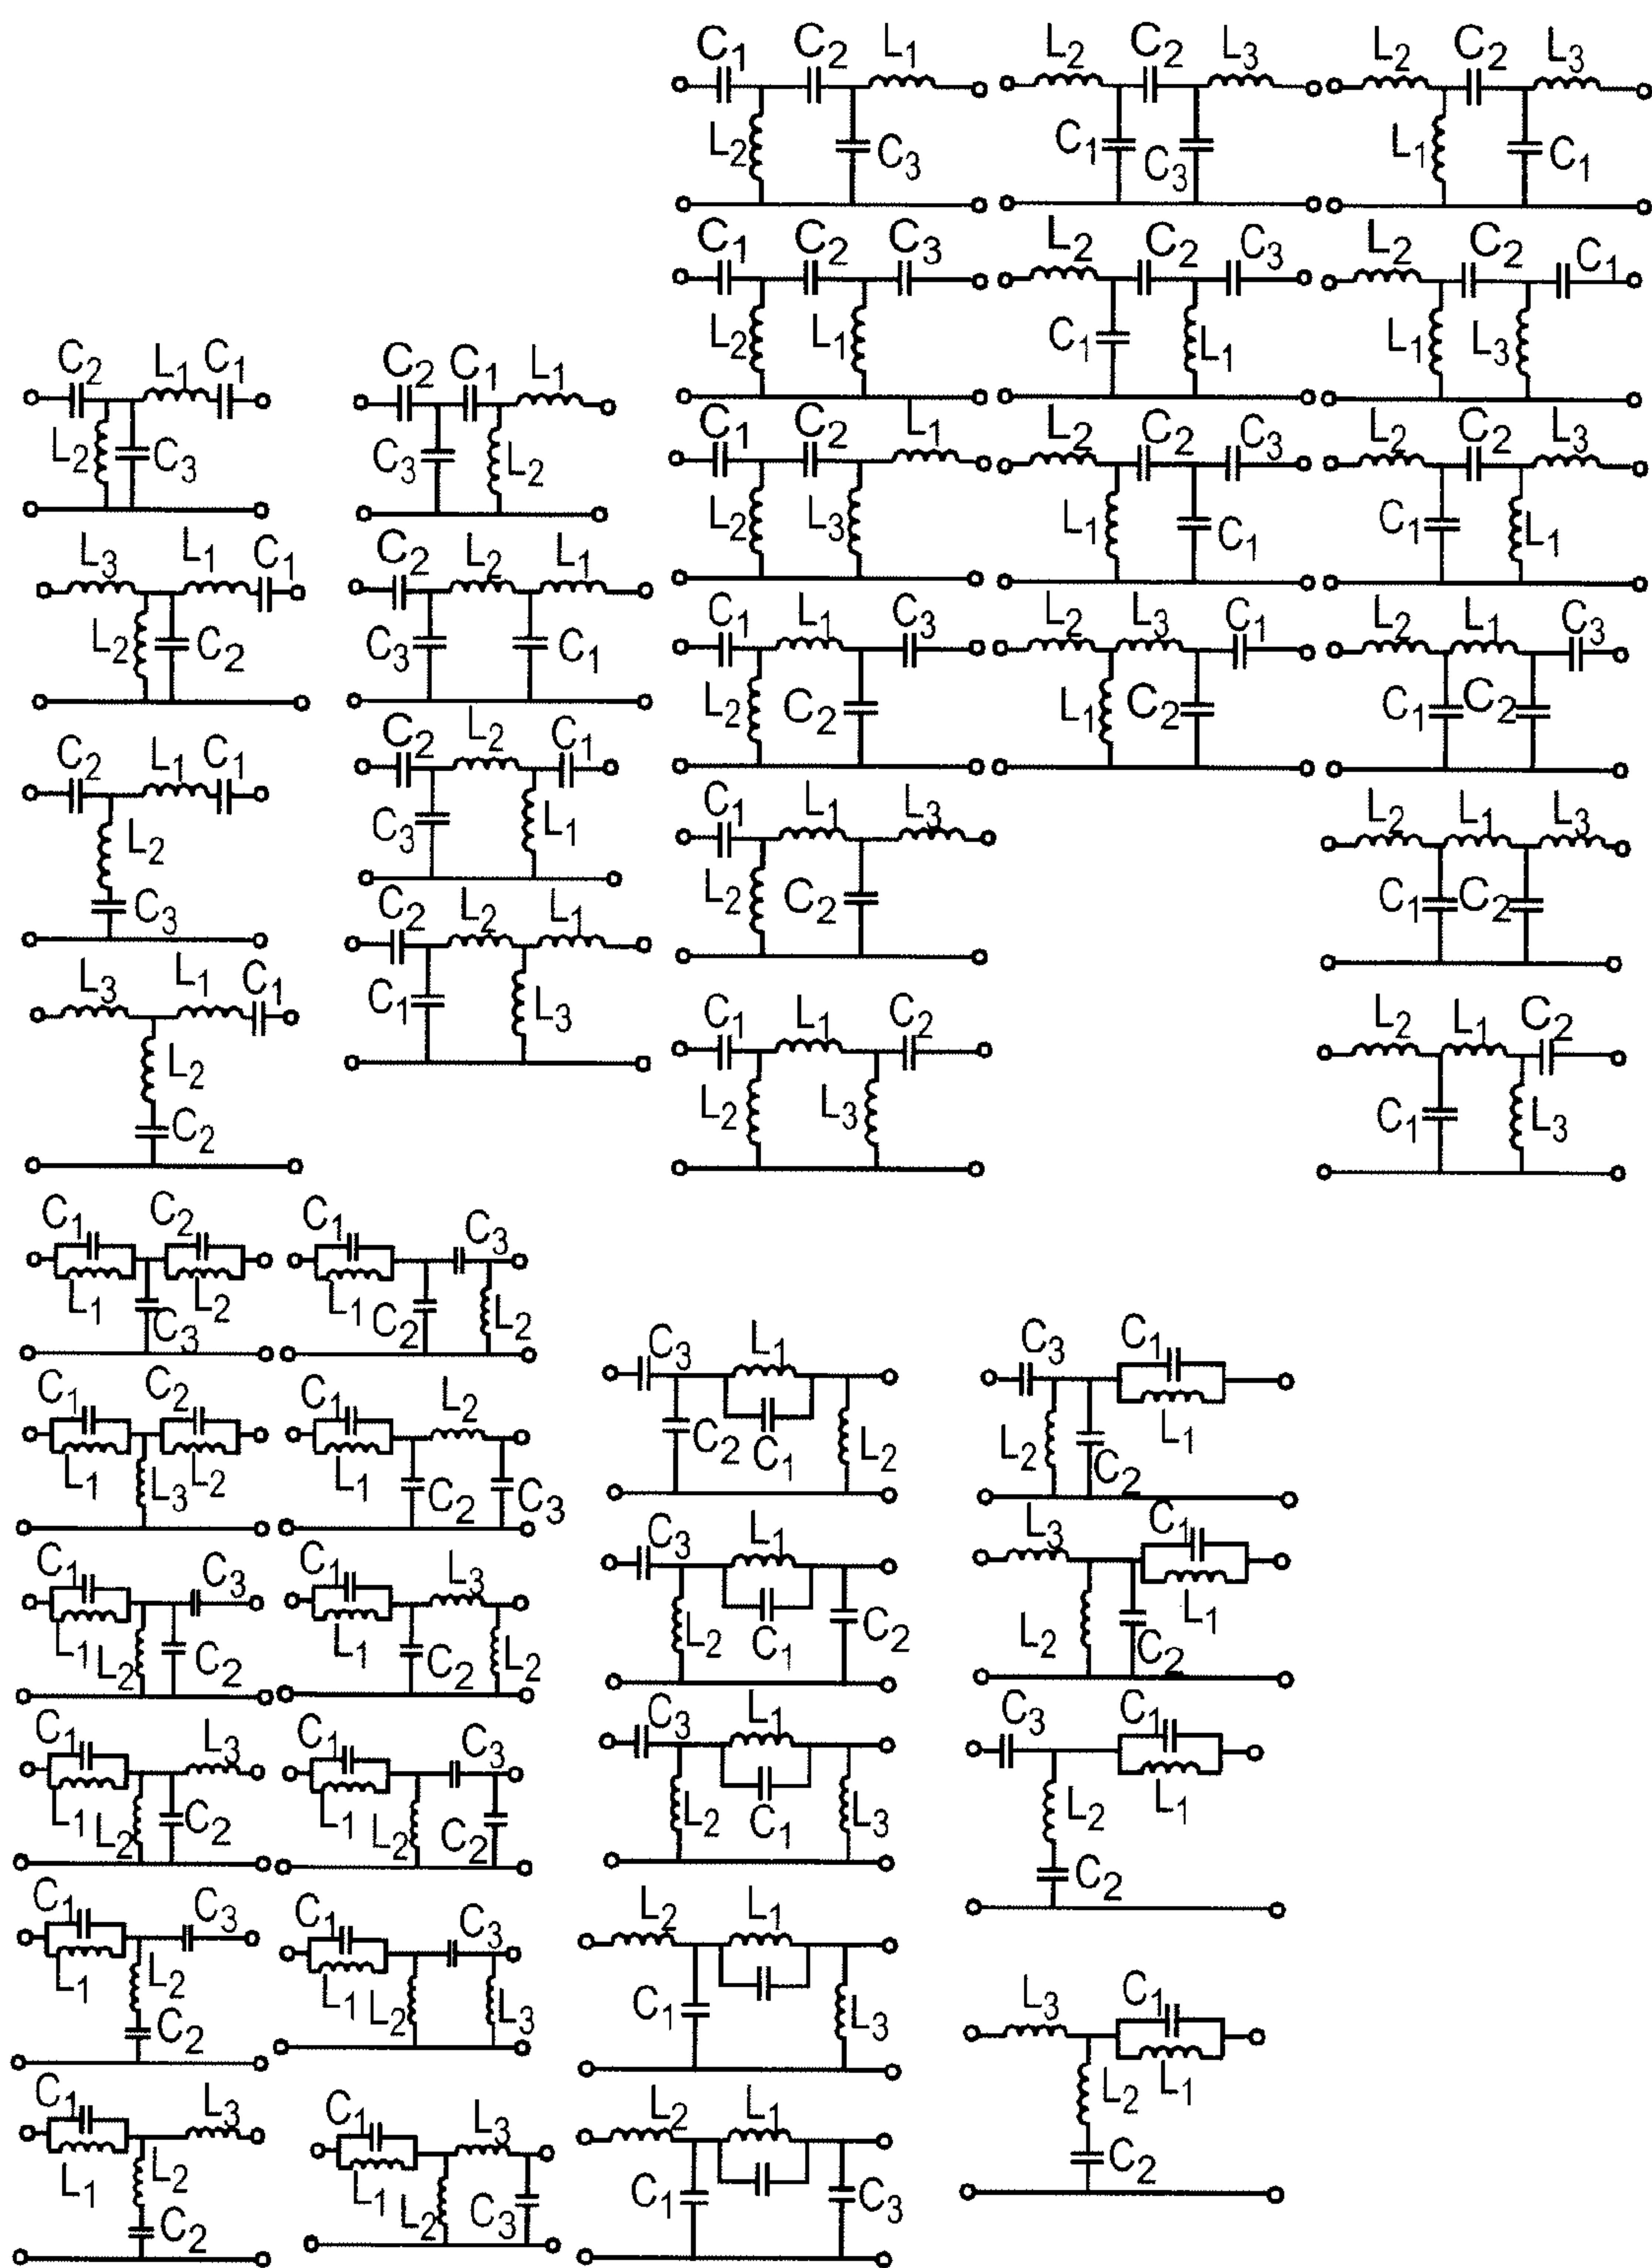 C1 C2 L1 L2 C2 L3 L2 C2 L3
L2 C3 C1 C3 L1 C1
C1 C2 C3 L2 C2 C3 L2 C2 C1
L2 L1 C1 L1 L1 L3
C2 L1 C1 C2 C1 L1
L2 C3 C3 L2
C1 C2 L1 L2 C2 C3 L2 C2 L3
L2 L3 L1 C1 C1 L1
L3 L1 C1 C2 L2 L1
L2 C2 C3 C1
C1 L1 C3 L2 L3 C1 L2 L1 C3
L2 C2 L1 C2 C1 C2
C2 L1 C1 C2 L2 C1
L2 C3 C3 L1
C1 L1 L3 L2 L1 L3
L2 C2 C1 C2
C2 L2 L1
C1 L3
L3 L1 C1
L2
C2
C1 L1 C2 L2 L1 C2
L2 L3 C1 L3
C1 C2 C1 C3
L1 C3 L2 L1 C2 L2
C3 L1 C3 C1
C2 C1 L2 L2 C2 L1
C1 C2 C1 L2
L1 L3 L2 L1 C2 C3
C3 L1 L3 C1
L2 C1 C2 L2 C2 L1
C1 C3 C1 L3
L1 L2 C2 L1 C2 L2
C3 L1 C3 C1
L2 C1 L3 L2 L1
C2
C1 L3 C1 C3
L1 L2 C2 L1 L2 C2
C1 C3 C1 C3
L1 L2 L1 L2 L3
C2
L2 L1 L3 C1
C1 L3 L2 L1
C2
C1 L3 C1 L3
L1 L2 L1 L2 C3
C2
L2 L1
C1 C3